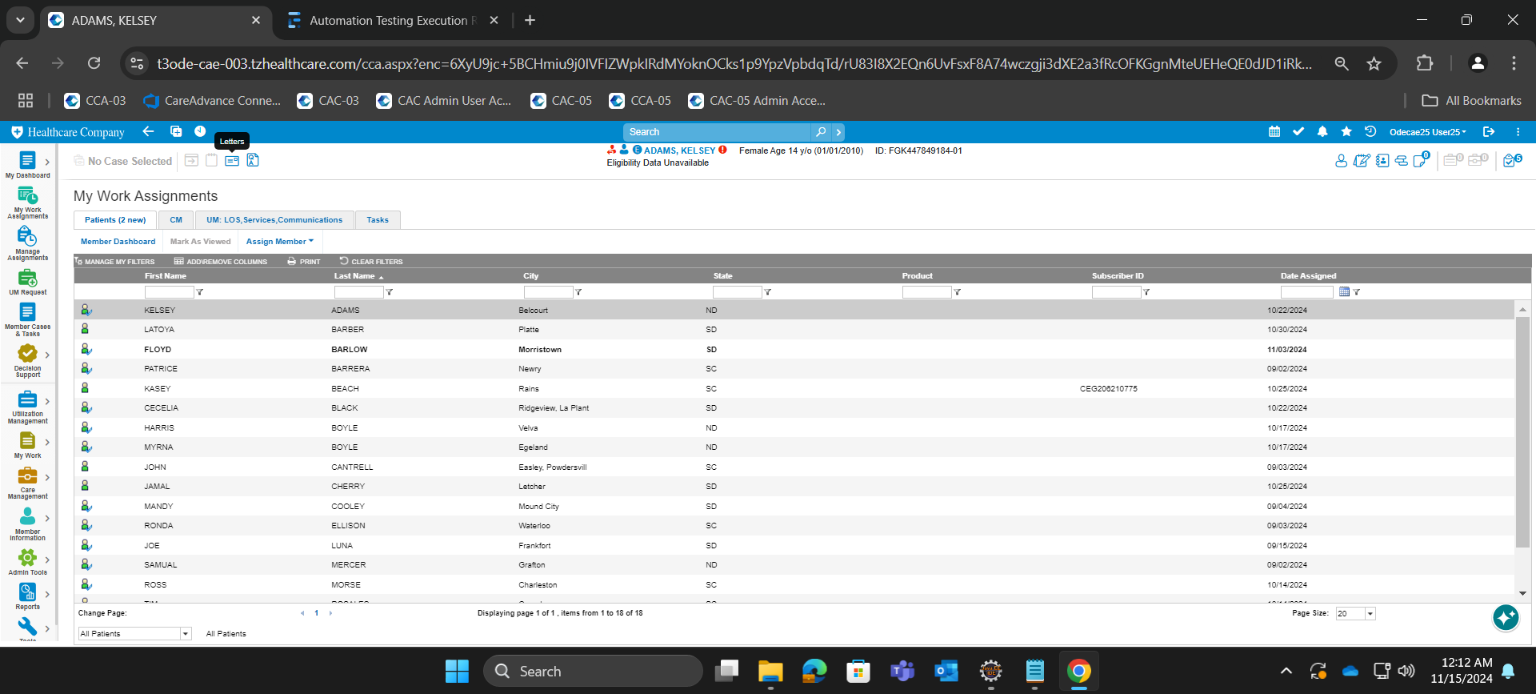 ADAMS, KELSEY
Automation Testing Execution R
t3ode-cae-003.tzhealthcare.com/cca.aspx?enc=6XyU9jc+5BCHmiu9j0IVFIZWpkIRdMYoknOCks1p9YpzVpbdqTd/rU83I8X2EQn6UvFsxF8A74wczgji3dXE2a3fRcOFKGgnMteUEHeQE0dJD1iRk...
CCA-03 CareAdvance Conne... CAC-03 CAC Admin User Ac... CAC-05 CCA-05 CAC-05 Admin Acce... All Bookmarks
Healthcare Company Search Odecae25 User25
Letters
No Case Selected
ADAMS, KELSEY Female Age 14 y/o (01/01/2010) ID: FGK447849184-01
Eligibility Data Unavailable
0 0 0 5
My Dashboard
My Work
Assignments
Manage
Assignments
UM Request
Member Cases
& Tasks
Decision
Support
Utilization
Management
My Work
Care
Management
Member
Information
Admin Tools
Reports
Tools
My Work Assignments
Patients (2 new) CM UM: LOS,Services,Communications Tasks
Member Dashboard Mark As Viewed Assign Member
MANAGE MY FILTERS ADD\REMOVE COLUMNS PRINT CLEAR FILTERS
First Name Last Name City State Product Subscriber ID Date Assigned
KELSEY ADAMS Belcourt ND 10/22/2024
LATOYA BARBER Platte SD 10/30/2024
FLOYD BARLOW Morristown SD 11/03/2024
PATRICE BARRERA Newry SC 09/02/2024
KASEY BEACH Rains SC CEG206210775 10/25/2024
CECELIA BLACK Ridgeview, La Plant SD 10/22/2024
HARRIS BOYLE Velva ND 10/17/2024
MYRNA BOYLE Egeland ND 10/17/2024
JOHN CANTRELL Easley, Powdersvill SC 09/03/2024
JAMAL CHERRY Letcher SD 10/25/2024
MANDY COOLEY Mound City SD 09/04/2024
RONDA ELLISON Waterloo SC 09/03/2024
JOE LUNA Frankfort SD 09/15/2024
SAMUAL MERCER Grafton ND 09/02/2024
ROSS MORSE Charleston SC 10/14/2024
Change Page: 1 Displaying page 1 of 1 , items from 1 to 18 of 18 Page Size: 20
All Patients All Patients
Search
12:12 AM
11/15/2024